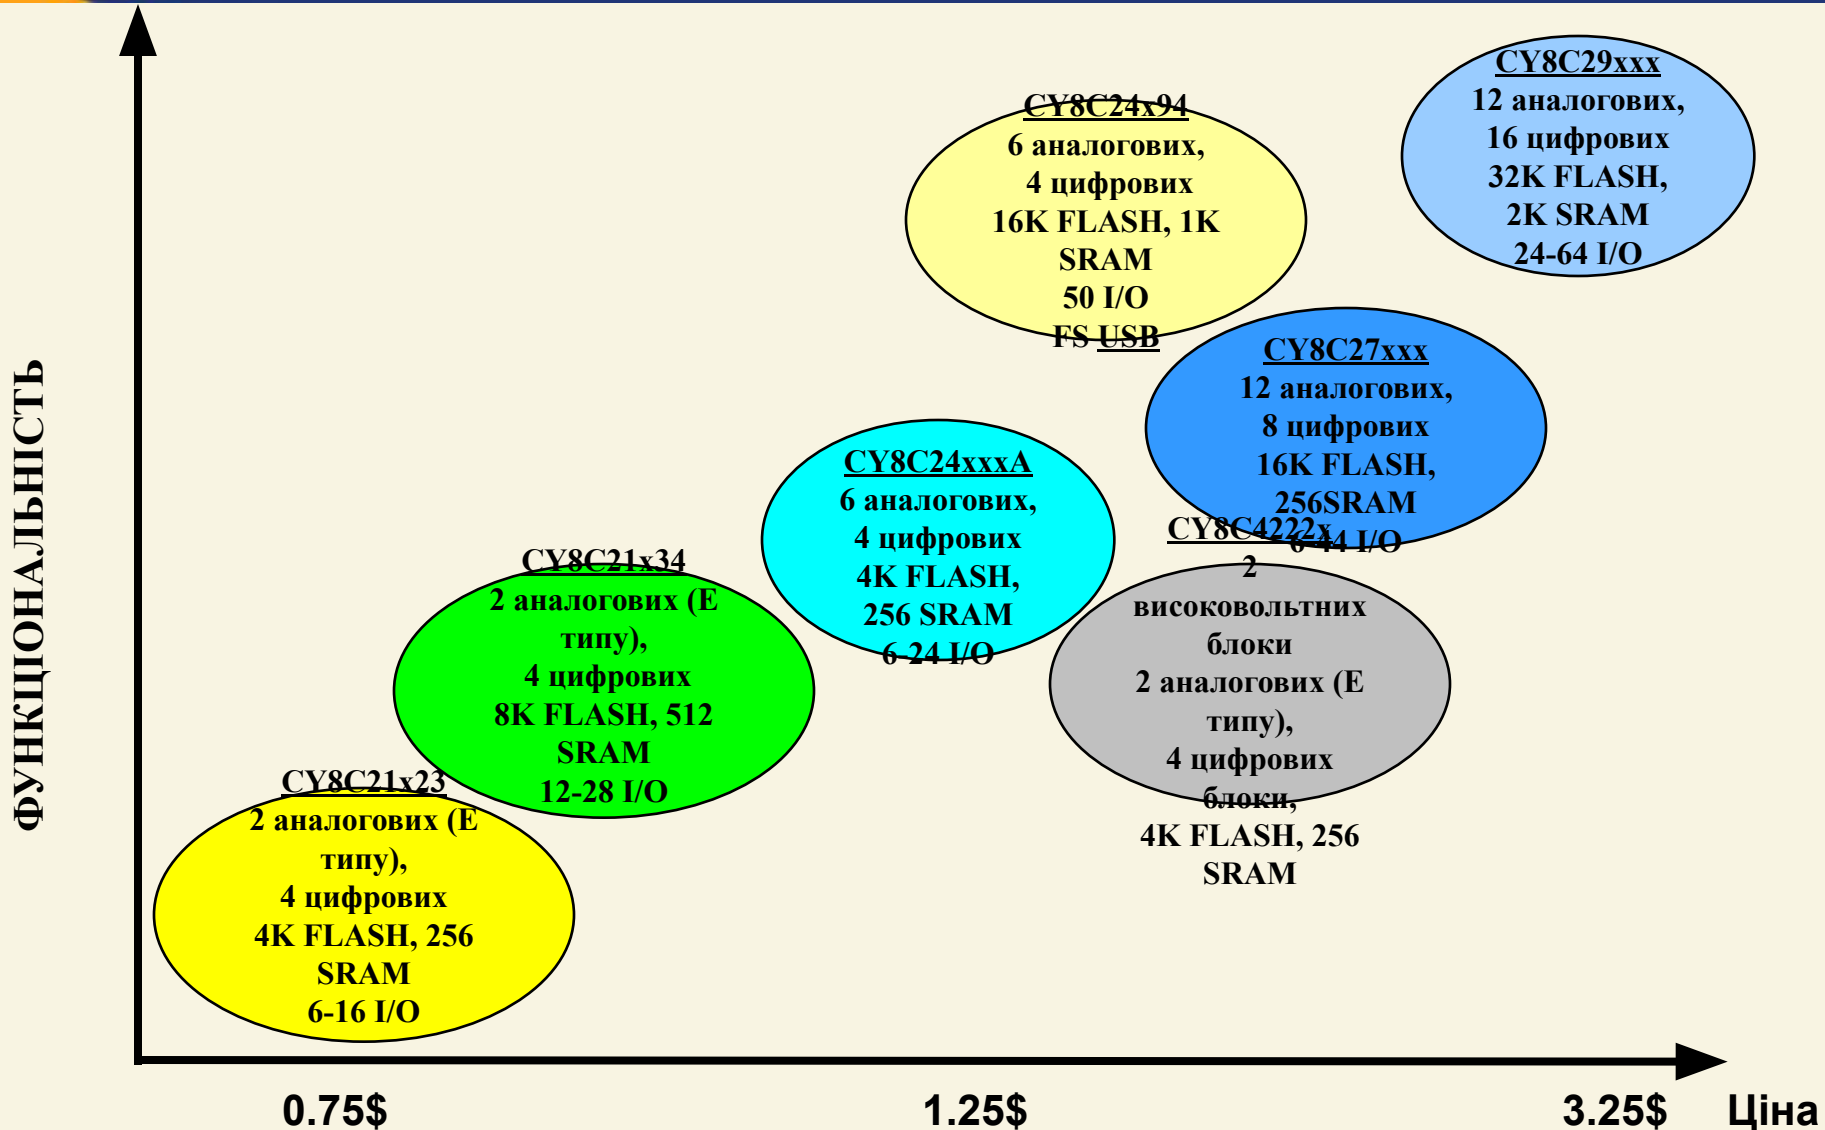 ФУНКЦІОНАЛЬНІСТЬ
CY8C29xxx
12 аналогових,
16 цифрових
32K FLASH,
2K SRAM
24-64 I/O
CY8C24x94
6 аналогових,
4 цифрових
16K FLASH, 1K
SRAM
50 I/O
FS USB
CY8C27xxx
12 аналогових,
8 цифрових
16K FLASH,
256SRAM
6-44 I/O
CY8C24xxxA
6 аналогових,
4 цифрових
4K FLASH,
256 SRAM
6-24 I/O
CY8C4222x
2
високовольтних
блоки
2 аналогових (Е
типу),
4 цифрових
блоки,
4K FLASH, 256
SRAM
CY8C21x34
2 аналогових (Е
типу),
4 цифрових
8K FLASH, 512
SRAM
12-28 I/O
CY8C21x23
2 аналогових (Е
типу),
4 цифрових
4K FLASH, 256
SRAM
6-16 I/O
0.75$ 1.25$ 3.25$ Ціна